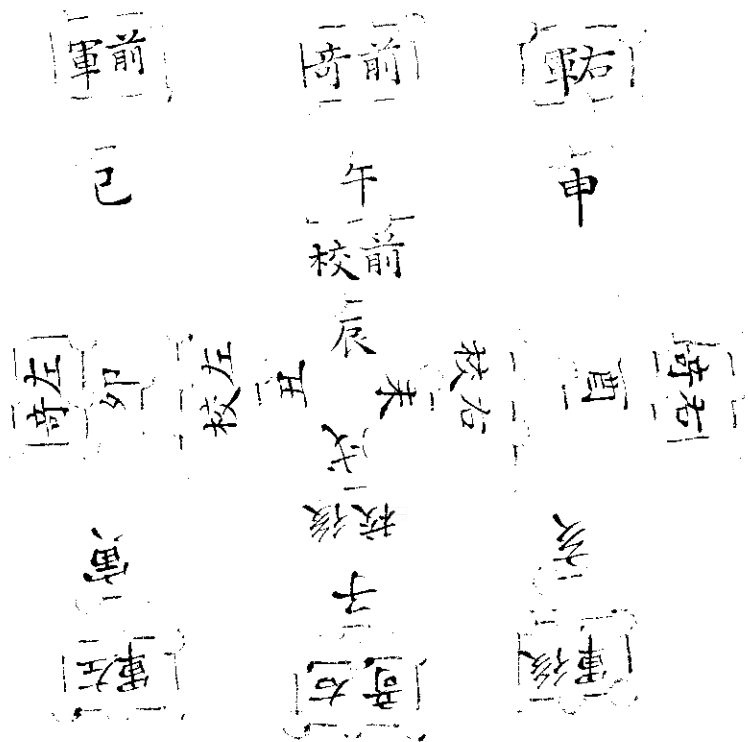 右軍
前奇
前軍
申
午
巳
前校
辰
右奇
酉
右校
未
丑
左校
卯
左奇
戌
後校
亥
子
寅
後軍
右奇
左軍